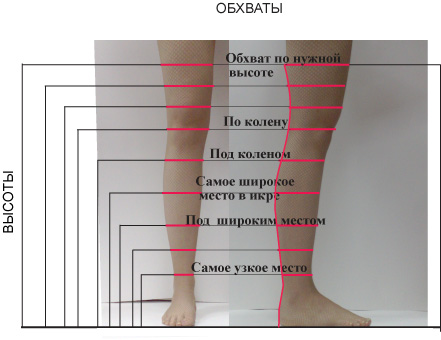 ОБХВАТЫ
Обхват по нужной
высоте
По колену
Под коленом
Самое широкое
место в икре
Под широким местом
Самое узкое место
ВЫСОТЫ